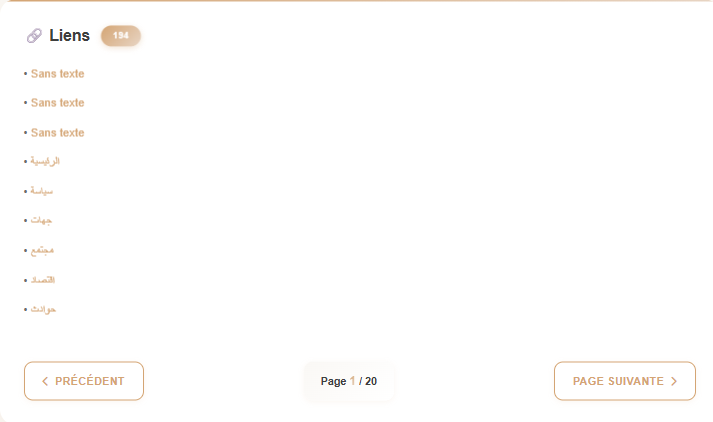 Liens 194
• Sans texte
• Sans texte
• Sans texte
• الرئيسية
• سياسة
• جهات
• مجتمع
• اقتصاد
• حوادث
PRÉCÉDENT
Page 1 / 20
PAGE SUIVANTE